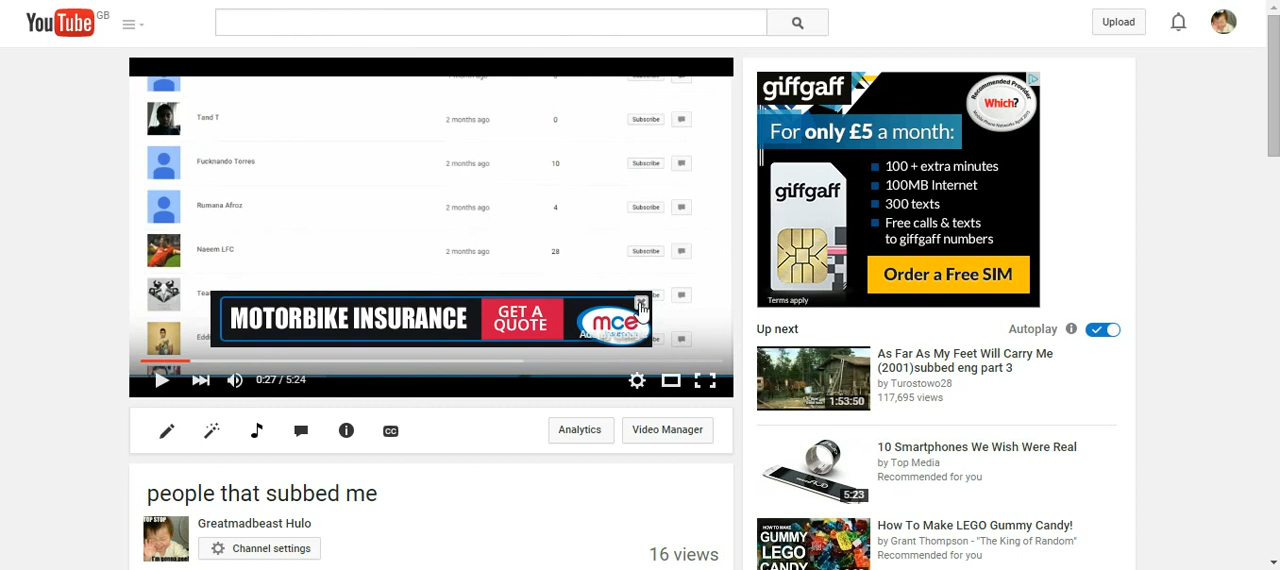 YouTube GB
Upload
Tand T 2 months ago 0 Subscribe
Fucknando Torres 2 months ago 10 Subscribe
Rumana Afroz 2 months ago 4 Subscribe
Naeem LFC 2 months ago 28 Subscribe
MOTORBIKE INSURANCE
GET A
QUOTE
mce
0:27 / 5:24
CC
Analytics
Video Manager
people that subbed me
TOP STOP
Greatmadbeast Hulo
Channel settings
16 views
giffgaff
Recommended Provider
Which?
For only £5 a month:
giffgaff
100 + extra minutes
100MB Internet
300 texts
Free calls & texts
to giffgaff numbers
Order a Free SIM
Terms apply
Up next
Autoplay
As Far As My Feet Will Carry Me
(2001)subbed eng part 3
by Turostowo28
117,695 views
1:53:50
10 Smartphones We Wish Were Real
by Top Media
Recommended for you
5:23
How To Make LEGO Gummy Candy!
by Grant Thompson - "The King of Random"
Recommended for you
GUMMY
LEGO
CANDY